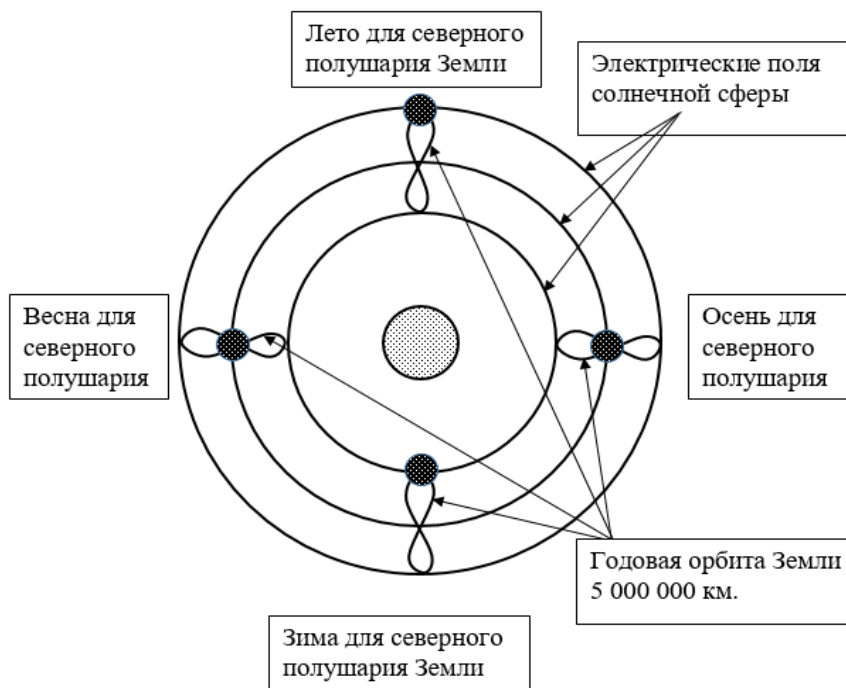 Лето для северного
полушария Земли
Электрические поля
солнечной сферы
Весна для
северного
полушария
Осень для
северного
полушария
Годовая орбита Земли
5 000 000 км.
Зима для северного
полушария Земли